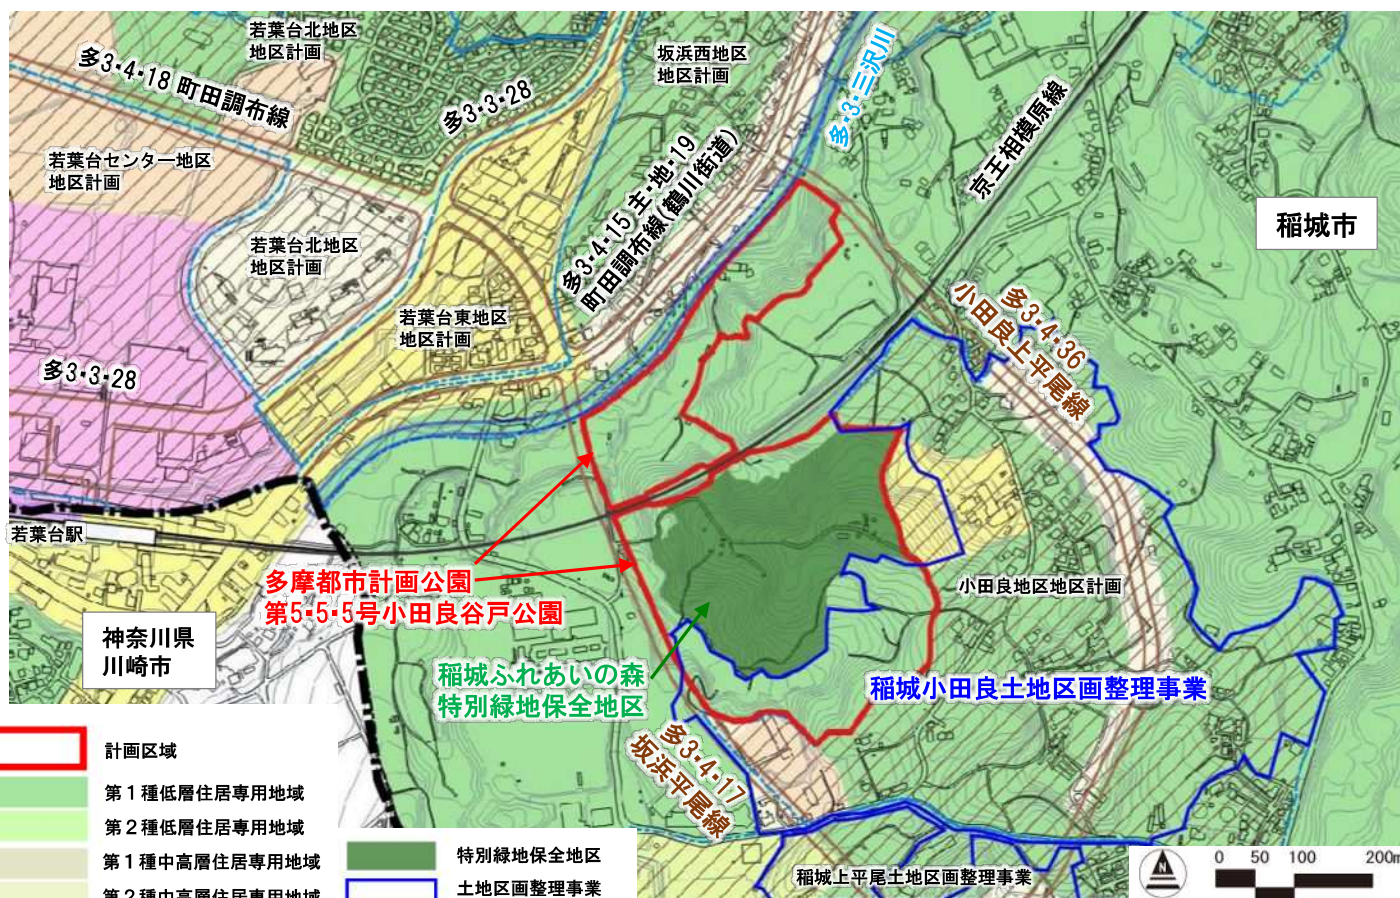 若葉台北地区
地区計画
坂浜西地区
地区計画
多・3・三沢川
多3・4・18 町田調布線
多3・3・28
京王相模原線
若葉台センター地区
地区計画
多3・4・15 主・地・19
町田調布線(鶴川街道)
稲城市
若葉台北地区
地区計画
多3・4・36
小田良上平尾線
若葉台東地区
地区計画
多3・3・28
若葉台駅
多摩都市計画公園
第5・5・5号小田良谷戸公園
小田良地区地区計画
神奈川県
川崎市
稲城ふれあいの森
特別緑地保全地区
稲城小田良土地区画整理事業
多3・4・17
坂浜平尾線
計画区域
第1種低層住居専用地域
第2種低層住居専用地域
第1種中高層住居専用地域
第2種中高層住居専用地域
特別緑地保全地区
土地区画整理事業
稲城上平尾土地区画整理事業
N
0 50 100 200m